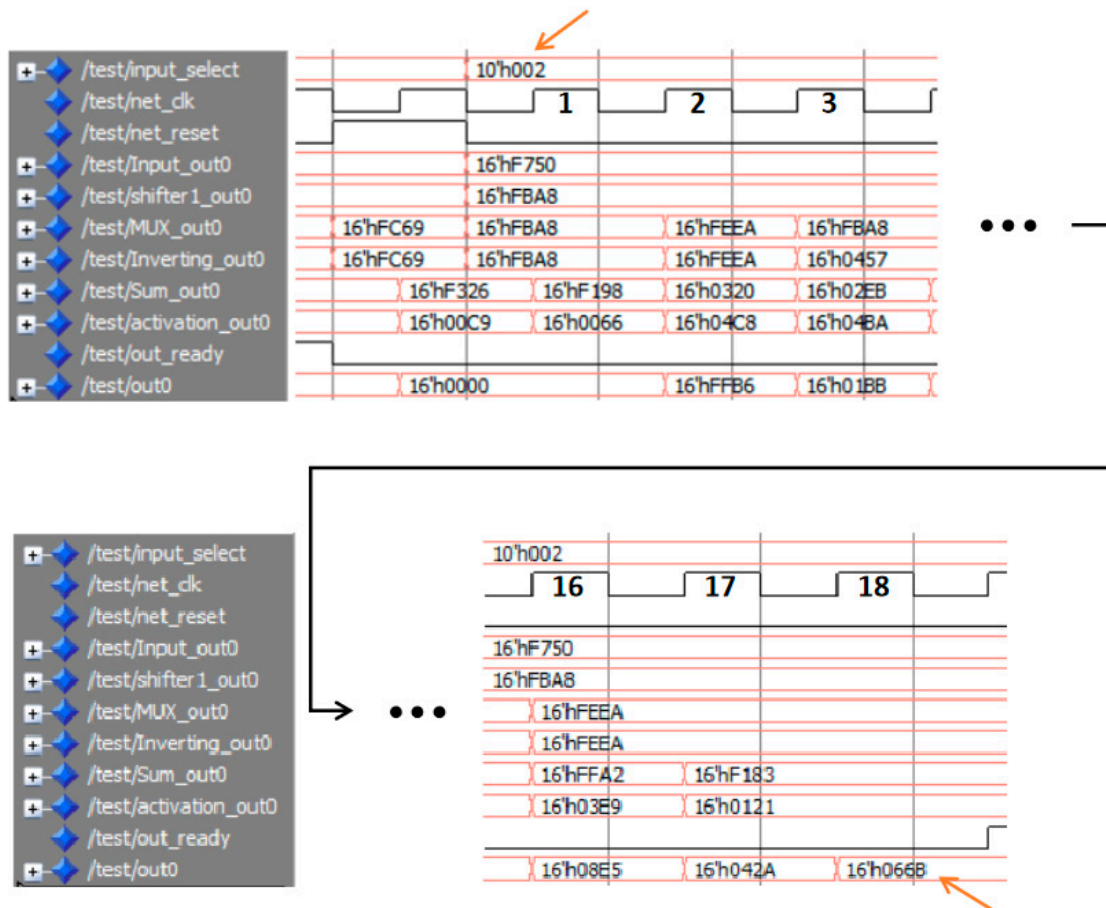 /test/input_select 10'h002
/test/net_clk 1 2 3
/test/net_reset
/test/Input_out0 16'hF750
/test/shifter1_out0 16'hFBA8
/test/MUX_out0 16'hFC69 16'hFBA8 16'hFEEA 16'hFBA8
/test/Inverting_out0 16'hFC69 16'hFBA8 16'hFEEA 16'h0457
/test/Sum_out0 16'hF326 16'hF198 16'h0320 16'h02EB
/test/activation_out0 16'h00C9 16'h0066 16'h04C8 16'h04BA
/test/out_ready
/test/out0 16'h0000 16'hFFB6 16'h01BB
/test/input_select 10'h002
/test/net_clk 16 17 18
/test/net_reset
/test/Input_out0 16'hF750
/test/shifter1_out0 16'hFBA8
/test/MUX_out0 16'hFEEA
/test/Inverting_out0 16'hFEEA
/test/Sum_out0 16'hFFA2 16'hF183
/test/activation_out0 16'h03E9 16'h0121
/test/out_ready
/test/out0 16'h08E5 16'h042A 16'h066B